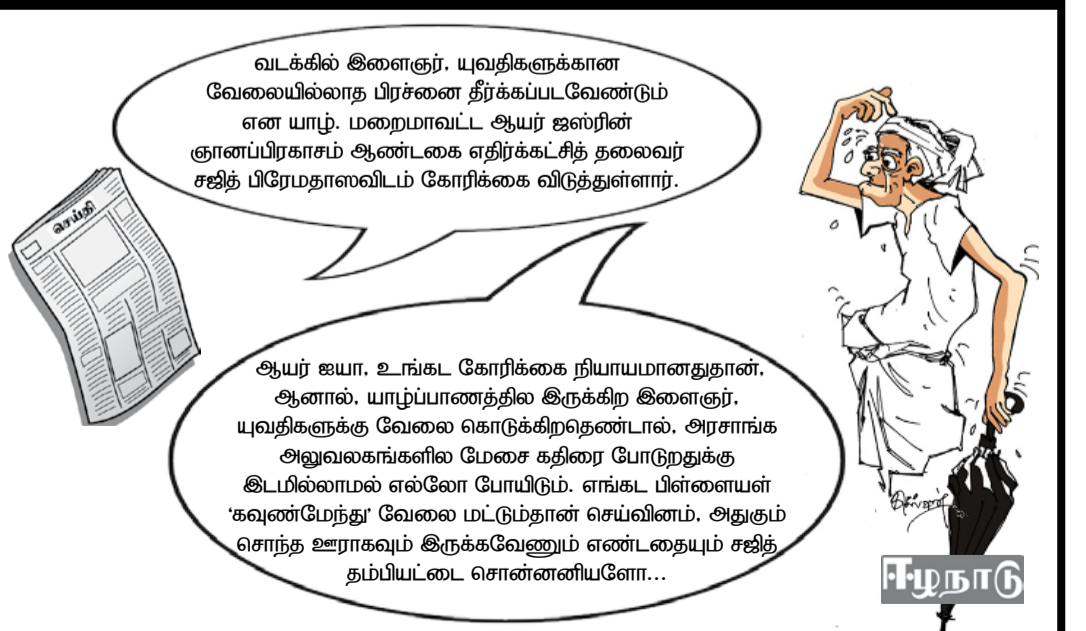 வடக்கில் இளைஞர், யுவதிகளுக்கான
வேலையில்லாத பிரச்னை தீர்க்கப்படவேண்டும்
என யாழ். மறைமாவட்ட ஆயர் ஜஸ்ரின்
ஞானப்பிரகாசம் ஆண்டகை எதிர்க்கட்சித் தலைவர்
சஜித் பிரேமதாஸவிடம் கோரிக்கை விடுத்துள்ளார்.
செய்தி
ஆயர் ஐயா, உங்கட கோரிக்கை நியாயமானதுதான்,
ஆனால், யாழ்ப்பாணத்தில இருக்கிற இளைஞர்,
யுவதிகளுக்கு வேலை கொடுக்கிறதெண்டால், அரசாங்க
அலுவலகங்களில மேசை கதிரை போடுறதுக்கு
இடமில்லாமல் எல்லோ போயிடும். எங்கட பிள்ளையள்
‘கவுண்மேந்து’ வேலை மட்டும்தான் செய்வினம், அதுகும்
சொந்த ஊராகவும் இருக்கவேணும் எண்டதையும் சஜித்
தம்பியட்டை சொன்னனியளோ...
ஈழநாடு